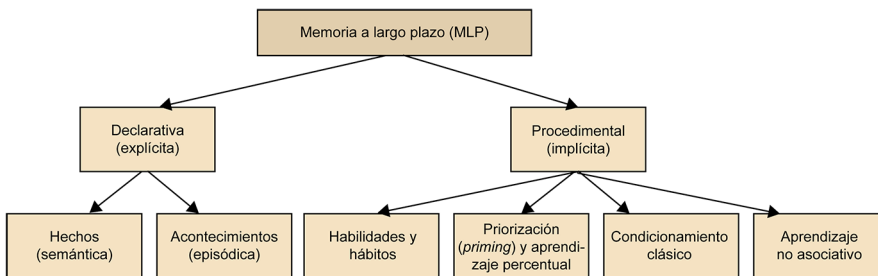 Memoria a largo plazo (MLP)
Declarativa
(explícita)
Procedimental
(implícita)
Hechos
(semántica)
Acontecimientos
(episódica)
Habilidades y
hábitos
Priorización
(priming) y aprendi-
zaje percentual
Condicionamiento
clásico
Aprendizaje
no asociativo